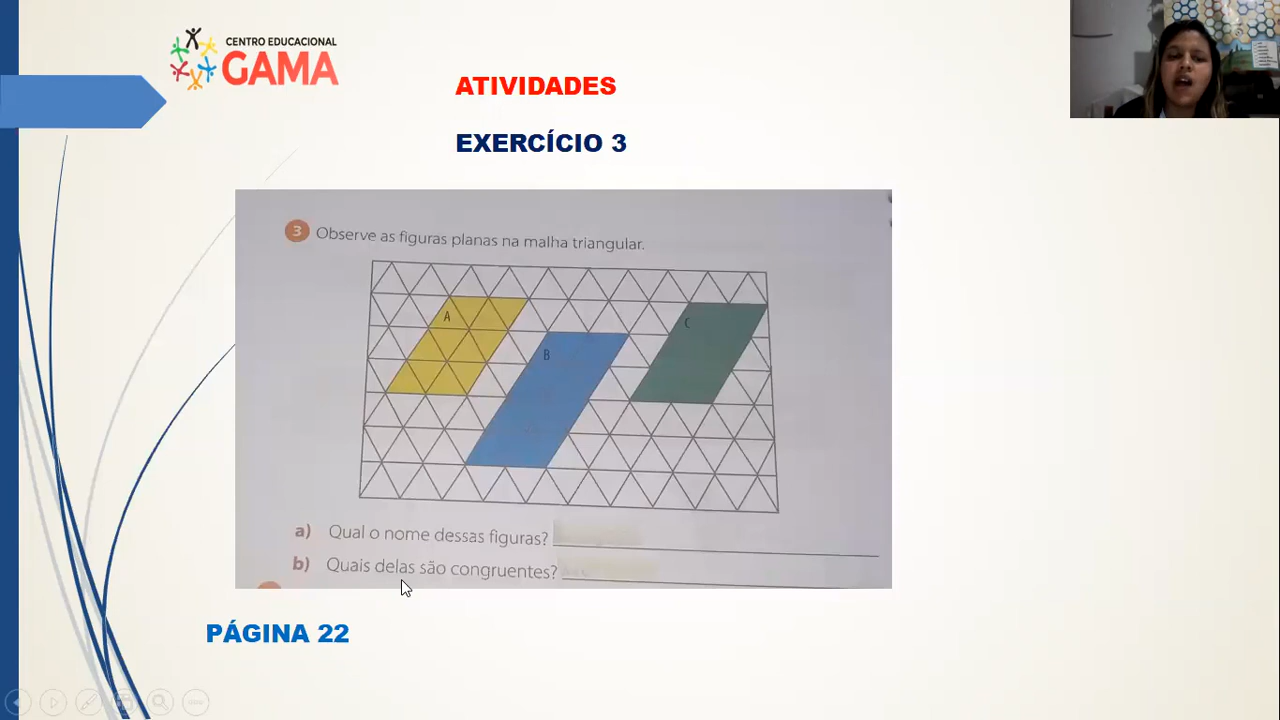 CENTRO EDUCACIONAL
GAMA
ATIVIDADES
EXERCÍCIO 3
3 Observe as figuras planas na malha triangular.
A
B
C
a) Qual o nome dessas figuras?
b) Quais delas são congruentes?
PÁGINA 22